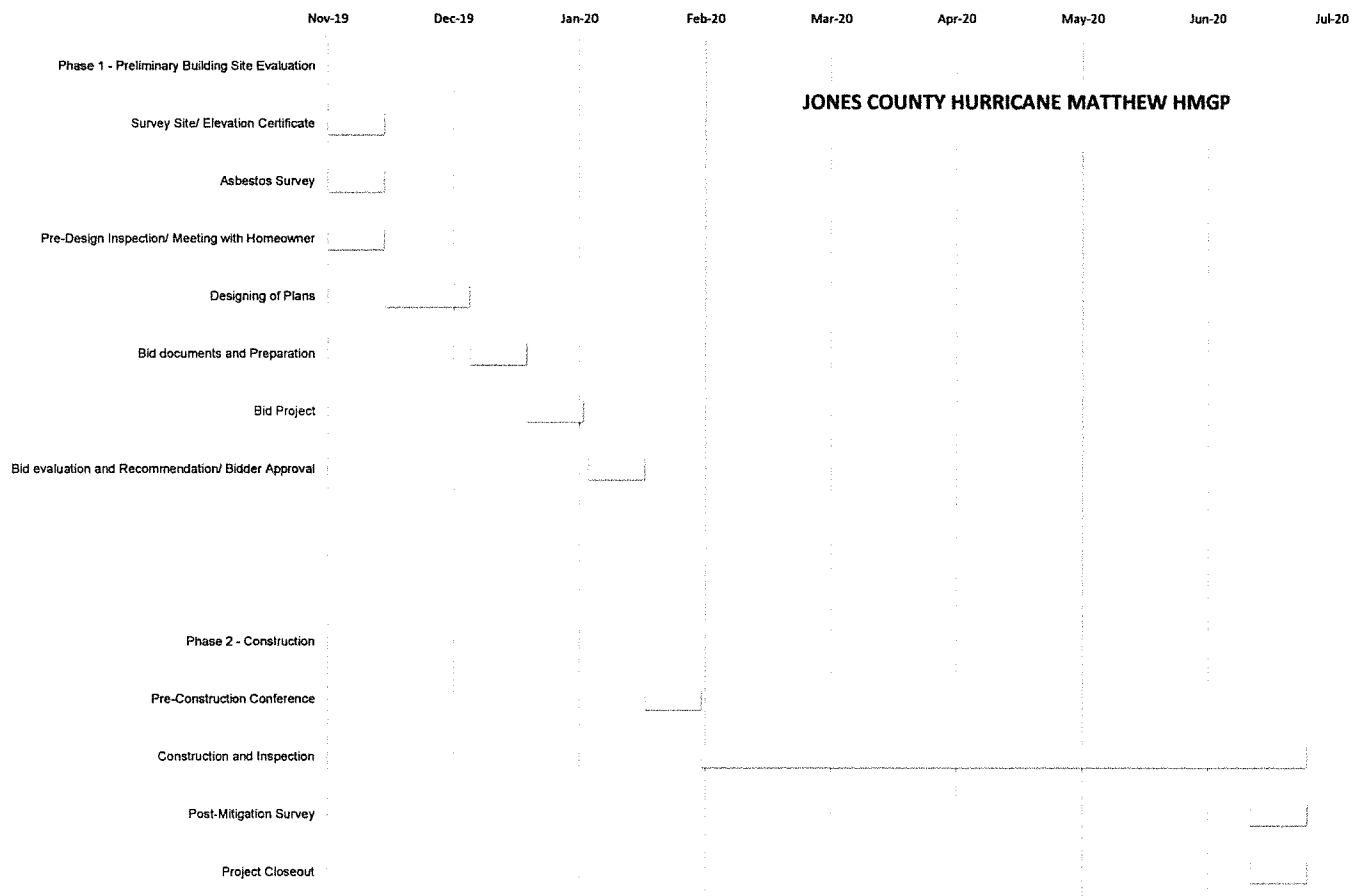 Nov-19 Dec-19 Jan-20 Feb-20 Mar-20 Apr-20 May-20 Jun-20 Jul-20
Phase 1 - Preliminary Building Site Evaluation
JONES COUNTY HURRICANE MATTHEW HMGP
Survey Site/ Elevation Certificate
Asbestos Survey
Pre-Design Inspection/ Meeting with Homeowner
Designing of Plans
Bid documents and Preparation
Bid Project
Bid evaluation and Recommendation/ Bidder Approval
Phase 2 - Construction
Pre-Construction Conference
Construction and Inspection
Post-Mitigation Survey
Project Closeout